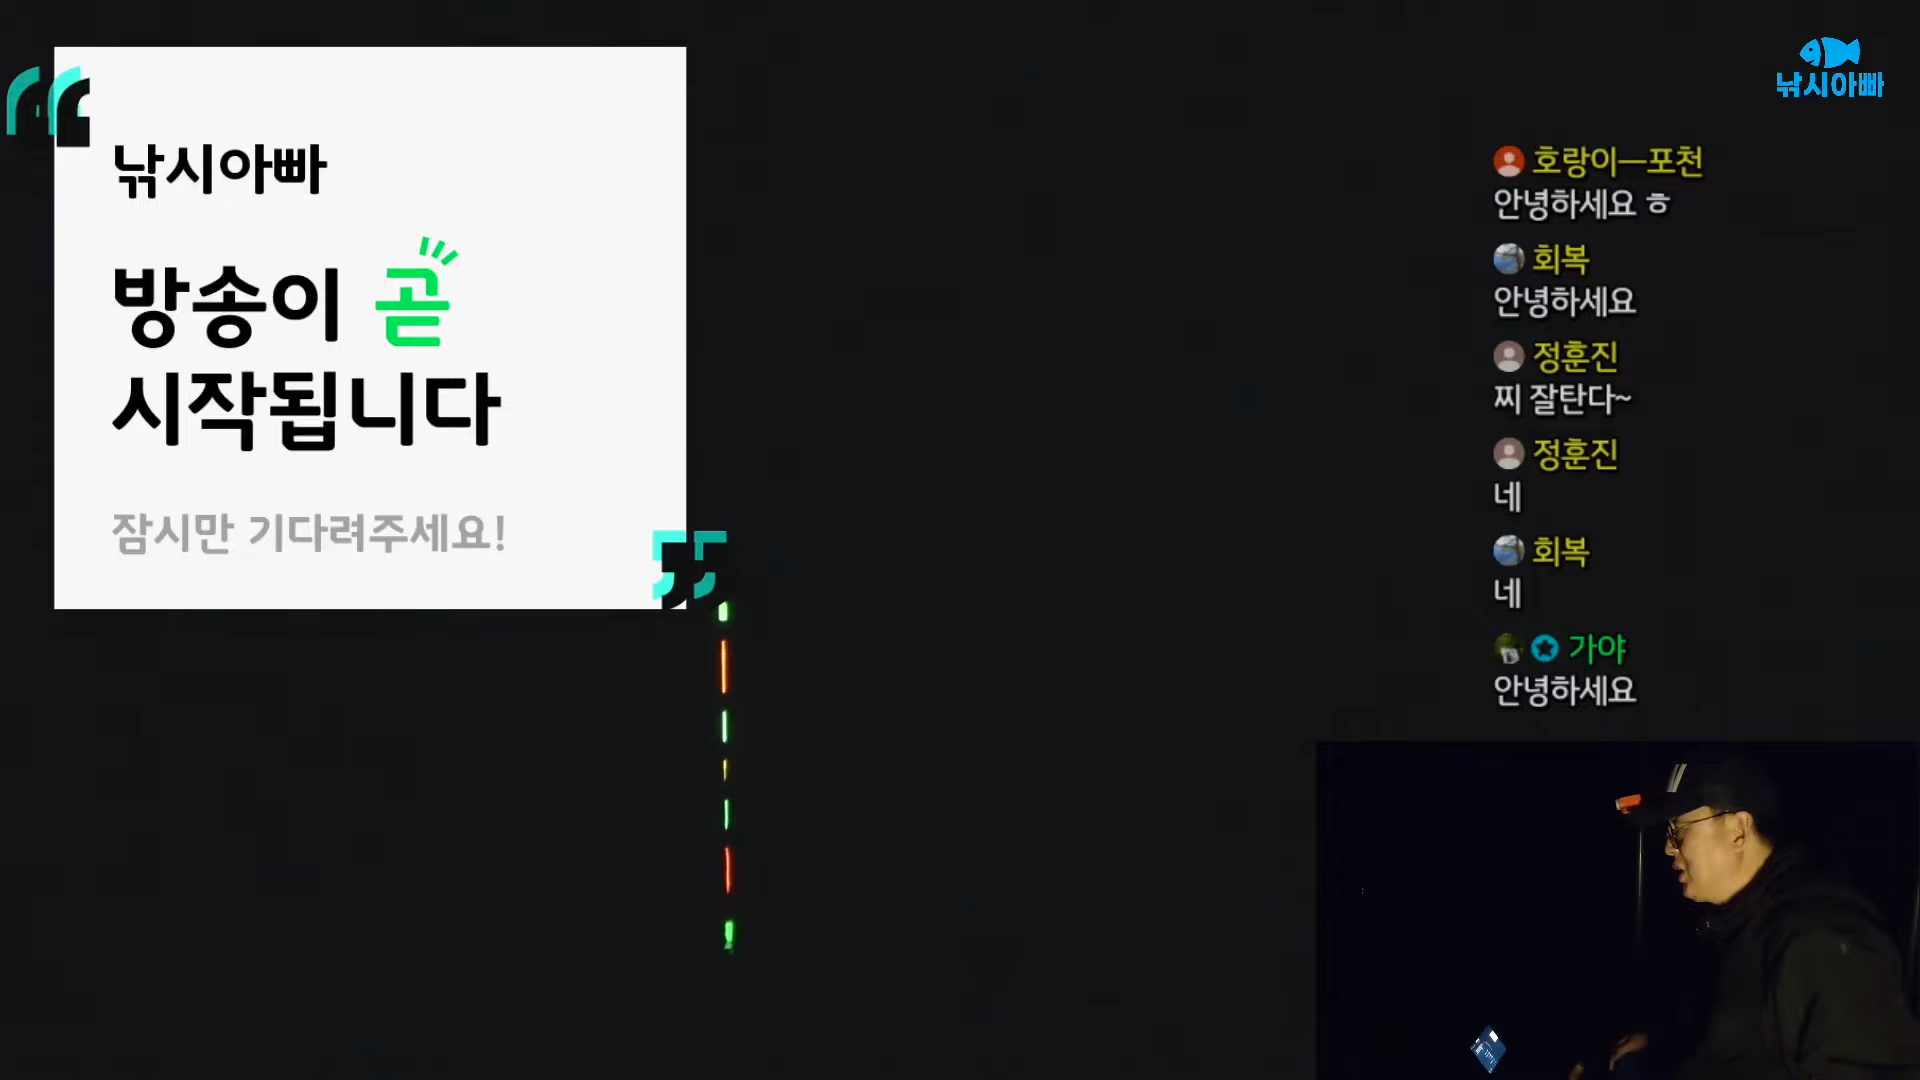 낚시아빠
방송이 곧
시작됩니다
잠시만 기다려주세요!
낚시아빠
호랑이—포천
안녕하세요 ㅎ
회복
안녕하세요
정훈진
찌 잘탄다~
정훈진
네
회복
네
가야
안녕하세요